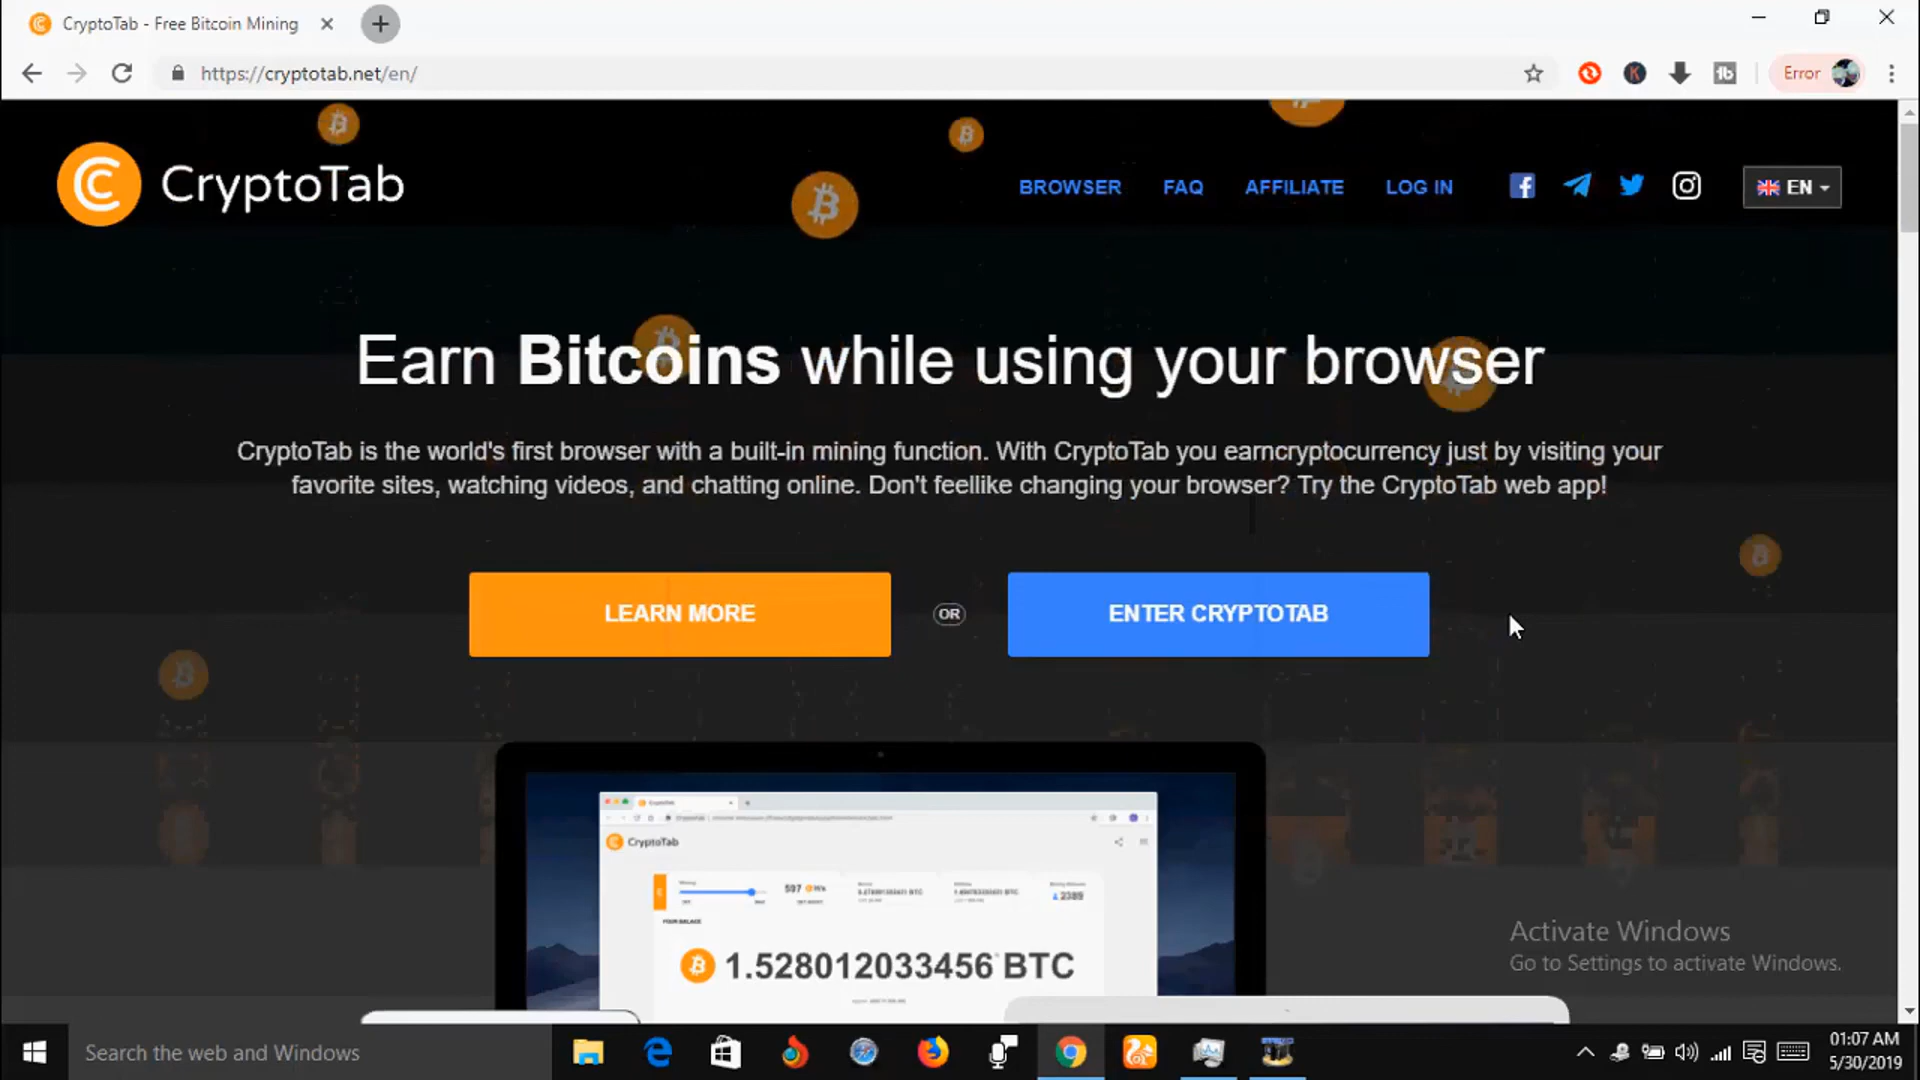 CryptoTab - Free Bitcoin Mining
https://cryptotab.net/en/
Error
CryptoTab
BROWSER FAQ AFFILIATE LOG IN EN
Earn Bitcoins while using your browser
CryptoTab is the world's first browser with a built-in mining function. With CryptoTab you earncryptocurrency just by visiting your
favorite sites, watching videos, and chatting online. Don't feellike changing your browser? Try the CryptoTab web app!
LEARN MORE OR ENTER CRYPTOTAB
CryptoTab
597
2389
YOUR BALACE
1.528012033456 BTC
Activate Windows
Go to Settings to activate Windows.
Search the web and Windows
01:07 AM
5/30/2019